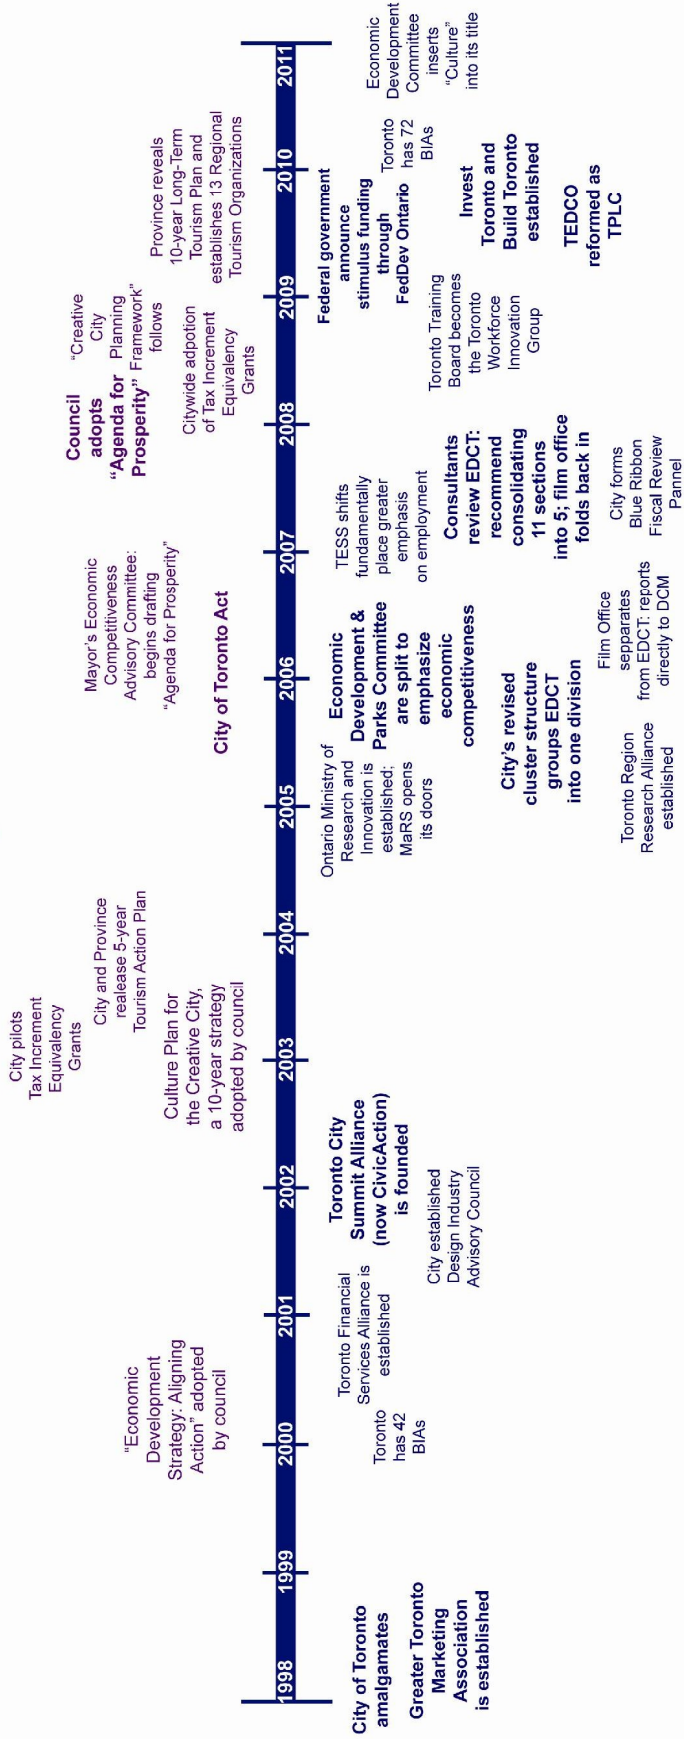 "Economic
Development
Strategy: Aligning
Action" adopted
by council
City pilots
Tax Increment
Equivalency
Grants
City and Province
realease 5-year
Tourism Action Plan
Culture Plan for
the Creative City,
a 10-year strategy
adopted by council
Mayor's Economic
Competitiveness
Advisory Committee:
begins drafting
"Agenda for Prosperity"
City of Toronto Act
Council
adopts
"Agenda for
Prosperity"
"Creative
City
Planning
Framework"
follows
Citywide adpotion
of Tax Increment
Equivalency
Grants
Province reveals
10-year Long-Term
Tourism Plan and
establishes 13 Regional
Tourism Organizations
1998
1999
2000
2001
2002
2003
2004
2005
2006
2007
2008
2009
2010
2011
City of Toronto
amalgamates
Greater Toronto
Marketing
Association
is established
Toronto
has 42
BIAs
Toronto Financial
Services Alliance is
established
Toronto City
Summit Alliance
(now CivicAction)
is founded
City established
Design Industry
Advisory Council
Ontario Ministry of
Research and
Innovation is
established;
MaRS opens
its doors
Economic
Development &
Parks Committee
are split to
emphasize
economic
competitiveness
City's revised
cluster structure
groups EDCT
into one division
Toronto Region
Research Alliance
established
Film Office
sepparates
from EDCT: reports
directly to DCM
TESS shifts
fundamentally
place greater
emphasis
on employment
Consultants
review EDCT:
recommend
consolidating
11 sections
into 5; film office
folds back in
City forms
Blue Ribbon
Fiscal Review
Pannel
Federal government
announce
stimulus funding
through
FedDev Ontario
Toronto Training
Board becomes
the Toronto
Workforce
Innovation
Group
Toronto
has 72
BIAs
Invest
Toronto and
Build Toronto
established
TEDCO
reformed as
TPLC
Economic
Development
Committee
inserts
"Culture"
into its title